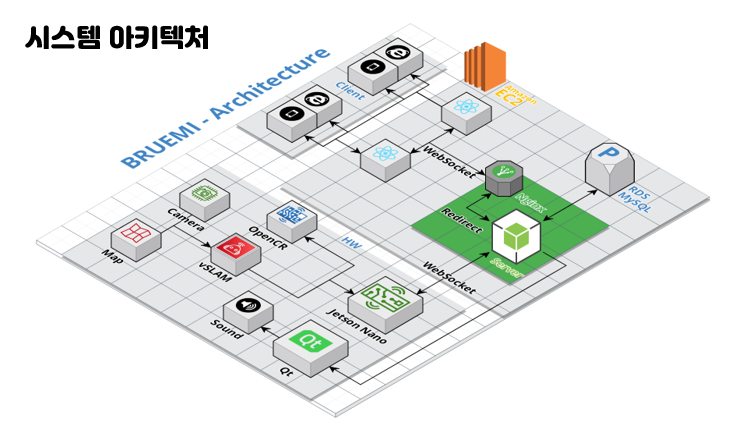 시스템 아키텍처
BRUEMI - Architecture
Client
Amazon
EC2
WebSocket
P
RDS
MySQL
Nginx
Redirect
Server
Camera
OpenCR
HW
Map
vSLAM
WebSocket
Jetson Nano
Sound
Qt
Qt